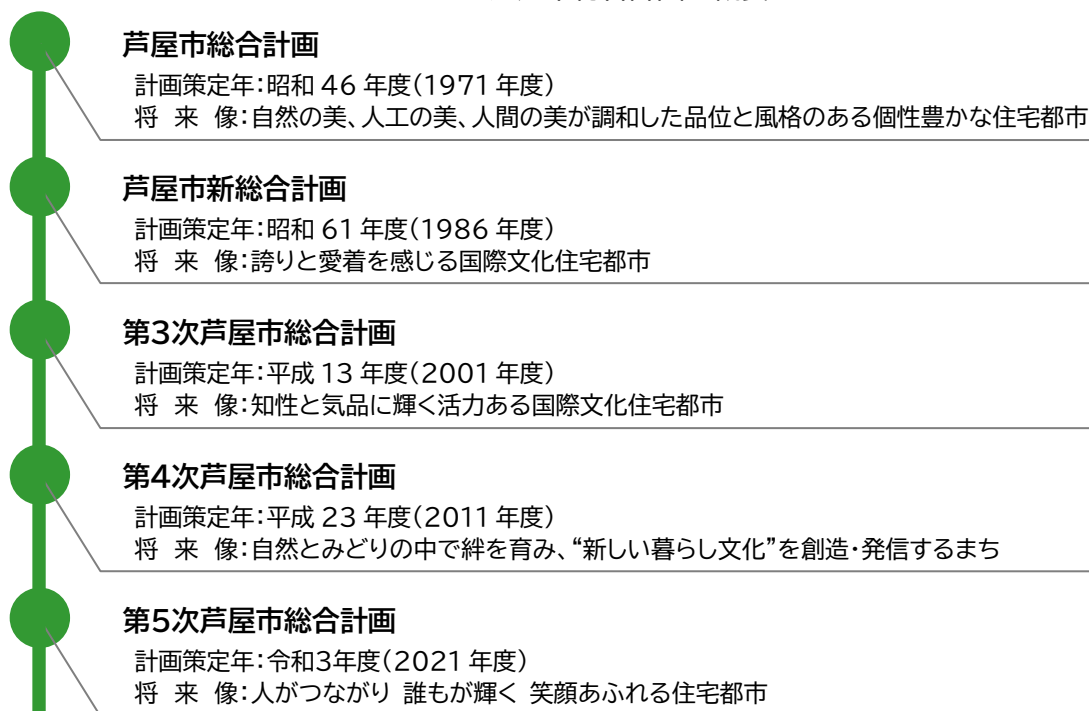 芦屋市総合計画
計画策定年:昭和 46 年度(1971 年度)
将 来 像:自然の美、人工の美、人間の美が調和した品位と風格のある個性豊かな住宅都市
芦屋市新総合計画
計画策定年:昭和 61 年度(1986 年度)
将 来 像:誇りと愛着を感じる国際文化住宅都市
第3次芦屋市総合計画
計画策定年:平成 13 年度(2001 年度)
将 来 像:知性と気品に輝く活力ある国際文化住宅都市
第4次芦屋市総合計画
計画策定年:平成 23 年度(2011 年度)
将 来 像:自然とみどりの中で絆を育み、“新しい暮らし文化”を創造・発信するまち
第5次芦屋市総合計画
計画策定年:令和3年度(2021 年度)
将 来 像:人がつながり 誰もが輝く 笑顔あふれる住宅都市